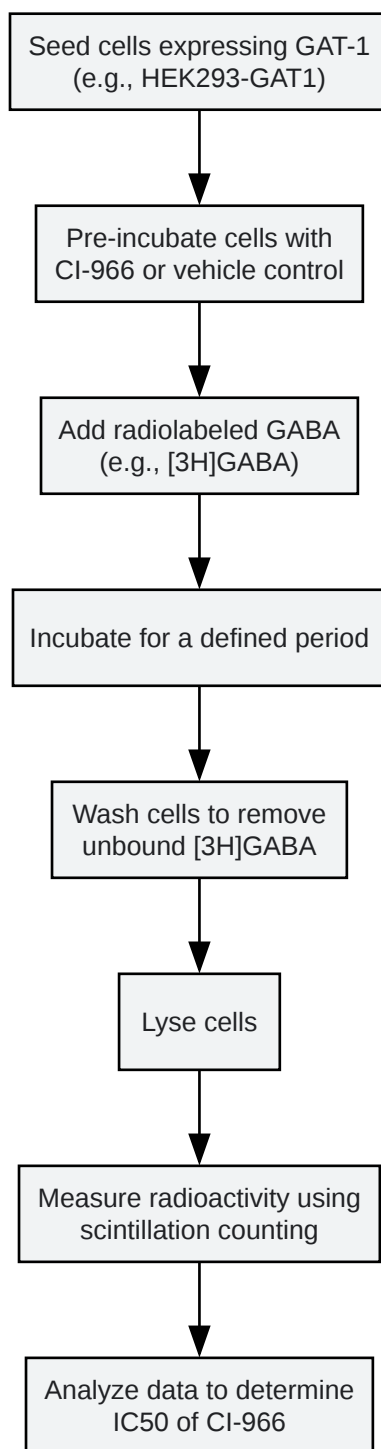 Seed cells expressing GAT-1
(e.g., HEK293-GAT1)
Pre-incubate cells with
CI-966 or vehicle control
Add radiolabeled GABA
(e.g., [3H]GABA)
Incubate for a defined period
Wash cells to remove
unbound [3H]GABA
Lyse cells
Measure radioactivity using
scintillation counting
Analyze data to determine
IC50 of CI-966